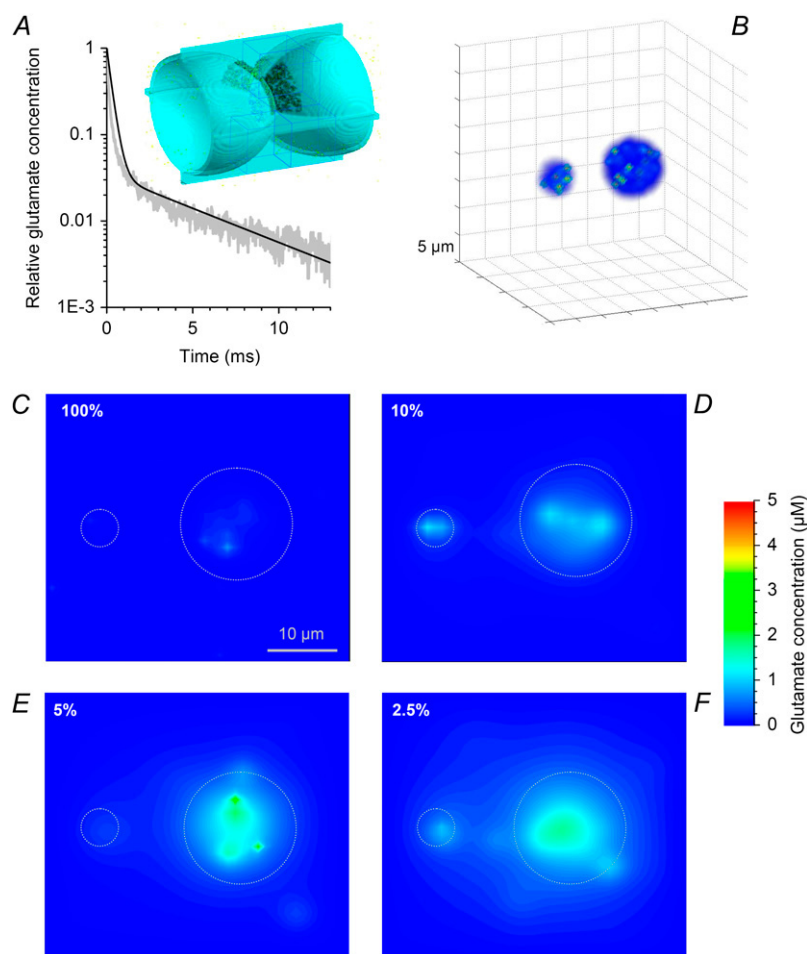 A
B
Relative glutamate concentration
1
0.1
0.01
1E-3
0
5
10
Time (ms)
5 µm
C
100%
10 µm
10%
D
E
5%
2.5%
F
5
4
3
2
1
0
Glutamate concentration (µM)